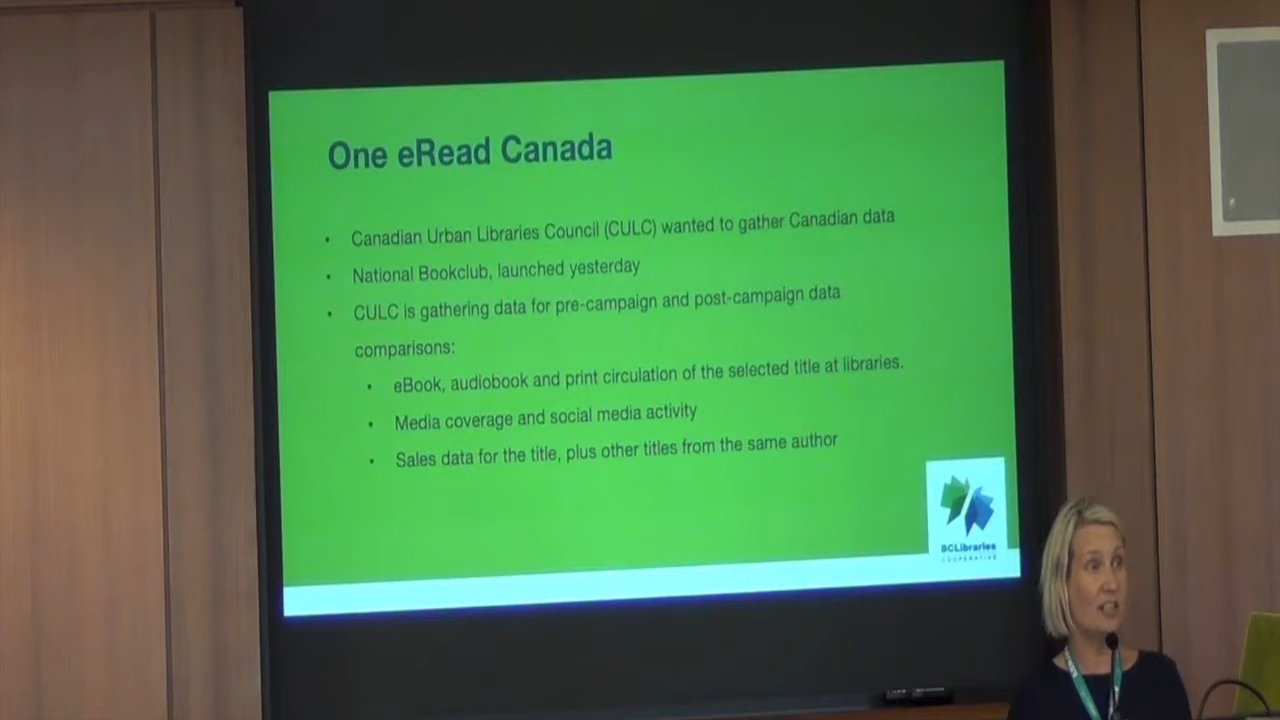 One eRead Canada
• Canadian Urban Libraries Council (CULC) wanted to gather Canadian data
• National Bookclub, launched yesterday
• CULC is gathering data for pre-campaign and post-campaign data
comparisons:
• eBook, audiobook and print circulation of the selected title at libraries.
• Media coverage and social media activity
• Sales data for the title, plus other titles from the same author
BCLibraries
COOPERATIVE